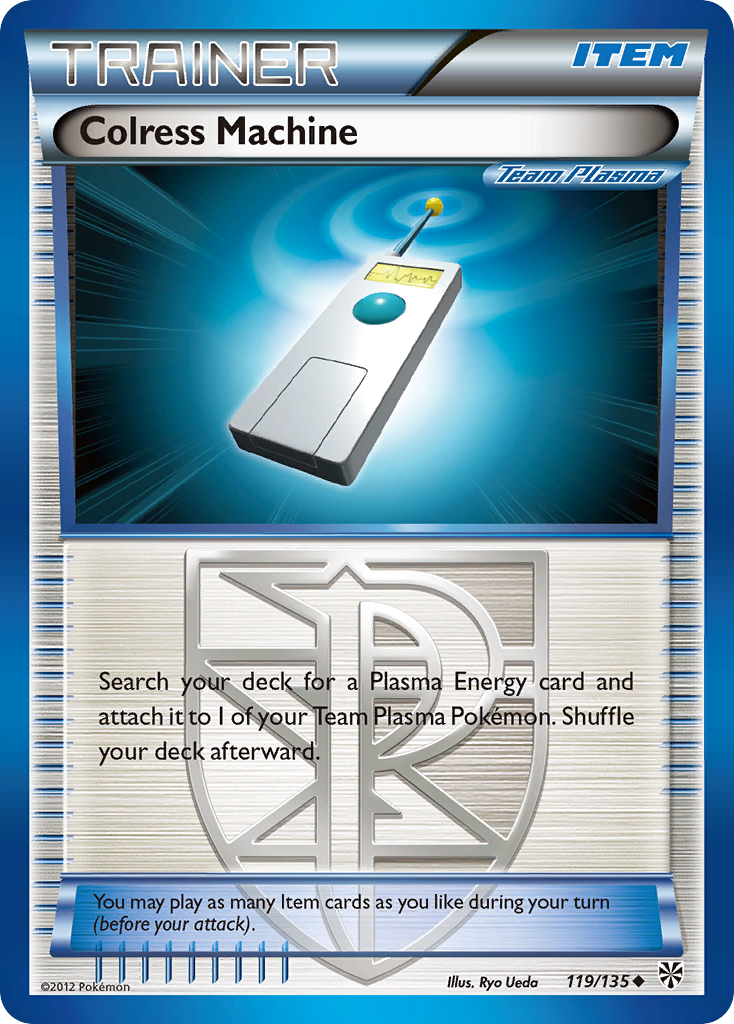 TRAINER
ITEM
Colress Machine
Team Plasma
Search your deck for a Plasma Energy card and
attach it to 1 of your Team Plasma Pokémon. Shuffle
your deck afterward.
You may play as many Item cards as you like during your turn
(before your attack).
©2012 Pokémon
Illus. Ryo Ueda
119/135